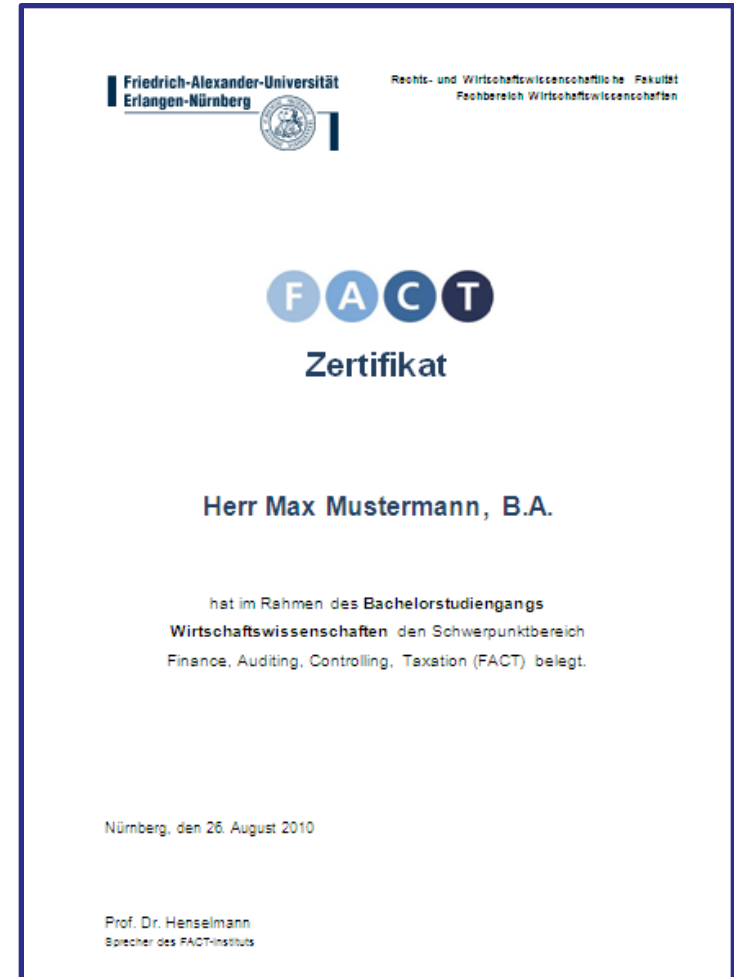 Friedrich-Alexander-Universität
Erlangen-Nürnberg
Rechts- und Wirtschaftswissenschaftliche Fakultät
Fachbereich Wirtschaftswissenschaften
FACT
Zertifikat
Herr Max Mustermann, B.A.
hat im Rahmen des Bachelorstudiengangs
Wirtschaftswissenschaften den Schwerpunktbereich
Finance, Auditing, Controlling, Taxation (FACT) belegt.
Nürnberg, den 26. August 2010
Prof. Dr. Henselmann
Sprecher des FACT-Instituts